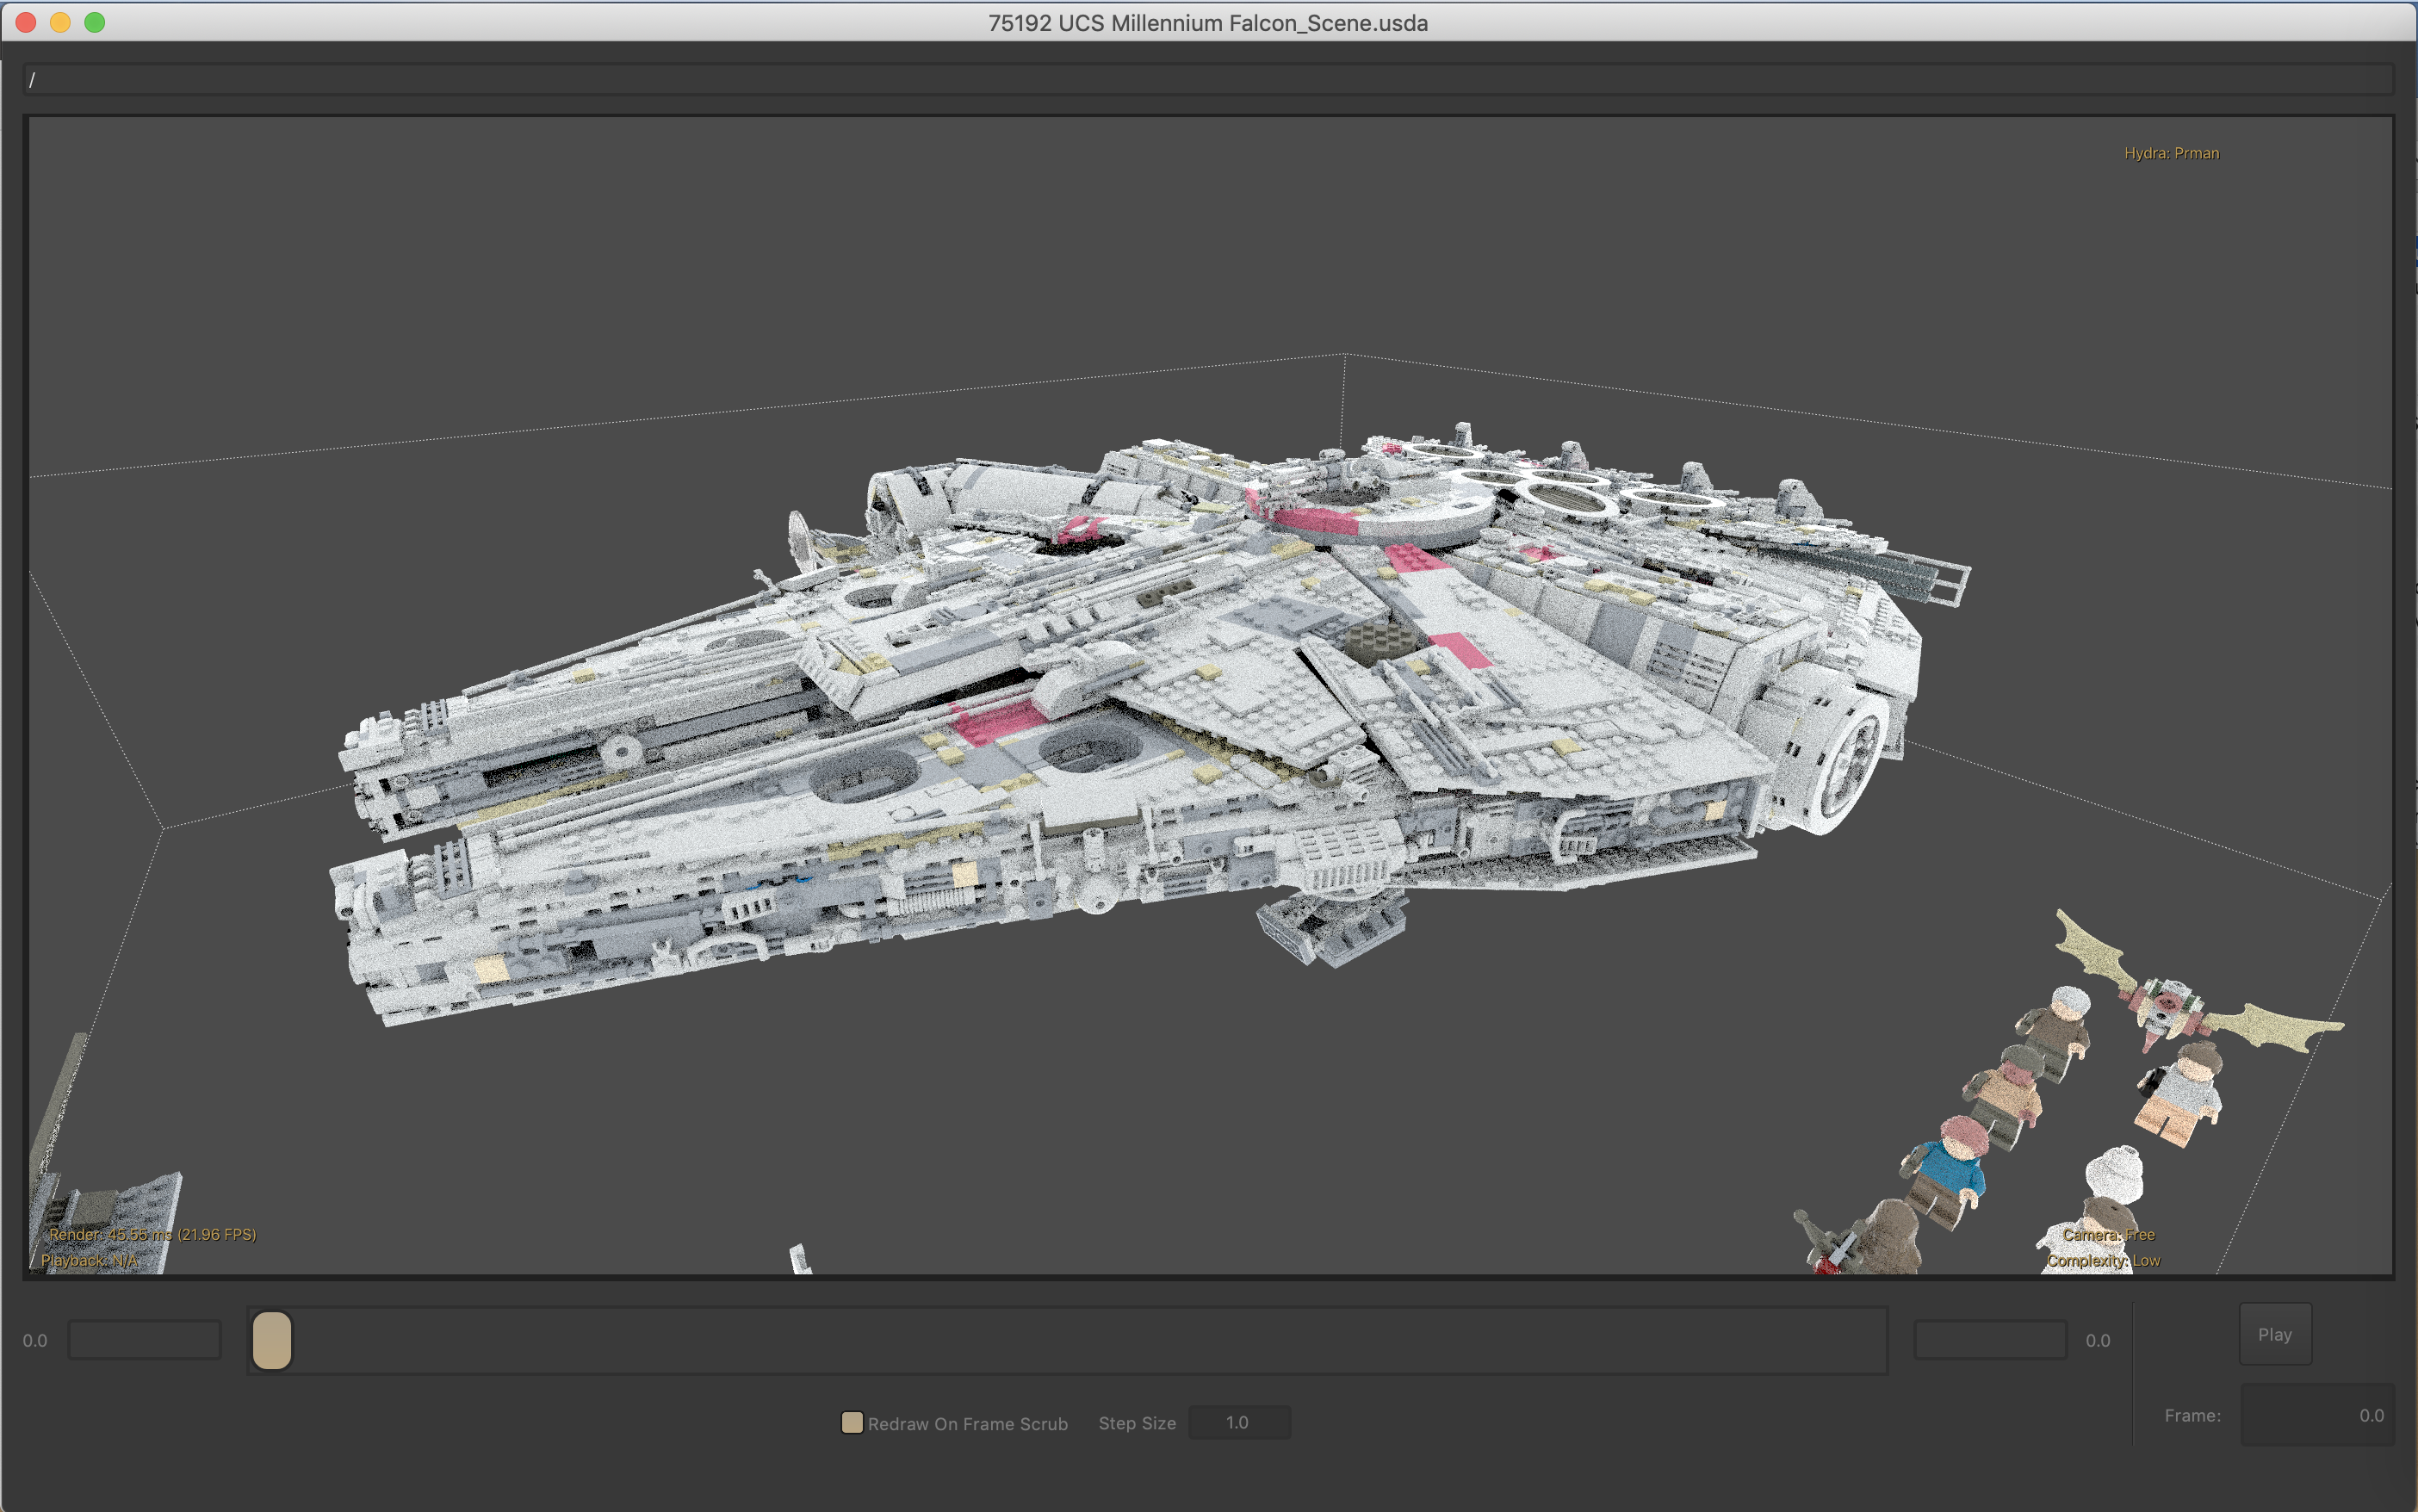 75192 UCS Millennium Falcon_Scene.usda
/
Hydra: Prman
Render: 45.55 ms (21.96 FPS)
Playback: N/A
Camera: Free
Complexity: Low
0.0
0.0
Play
Redraw On Frame Scrub
Step Size
1.0
Frame:
0.0